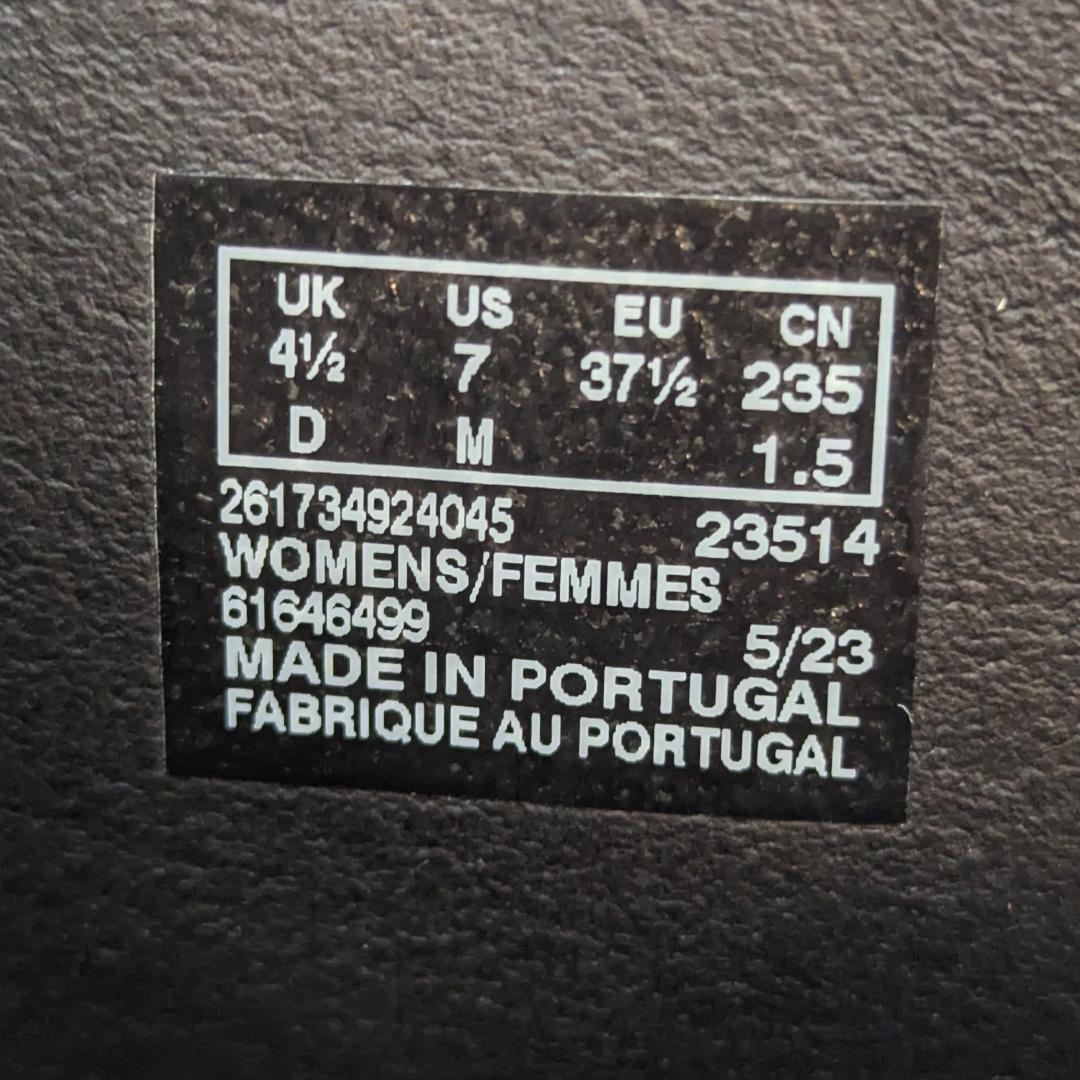 UK US EU CN
4½ 7 37½ 235
D M 1.5
261734924045 23514
WOMENS/FEMMES
61646499 5/23
MADE IN PORTUGAL
FABRIQUE AU PORTUGAL